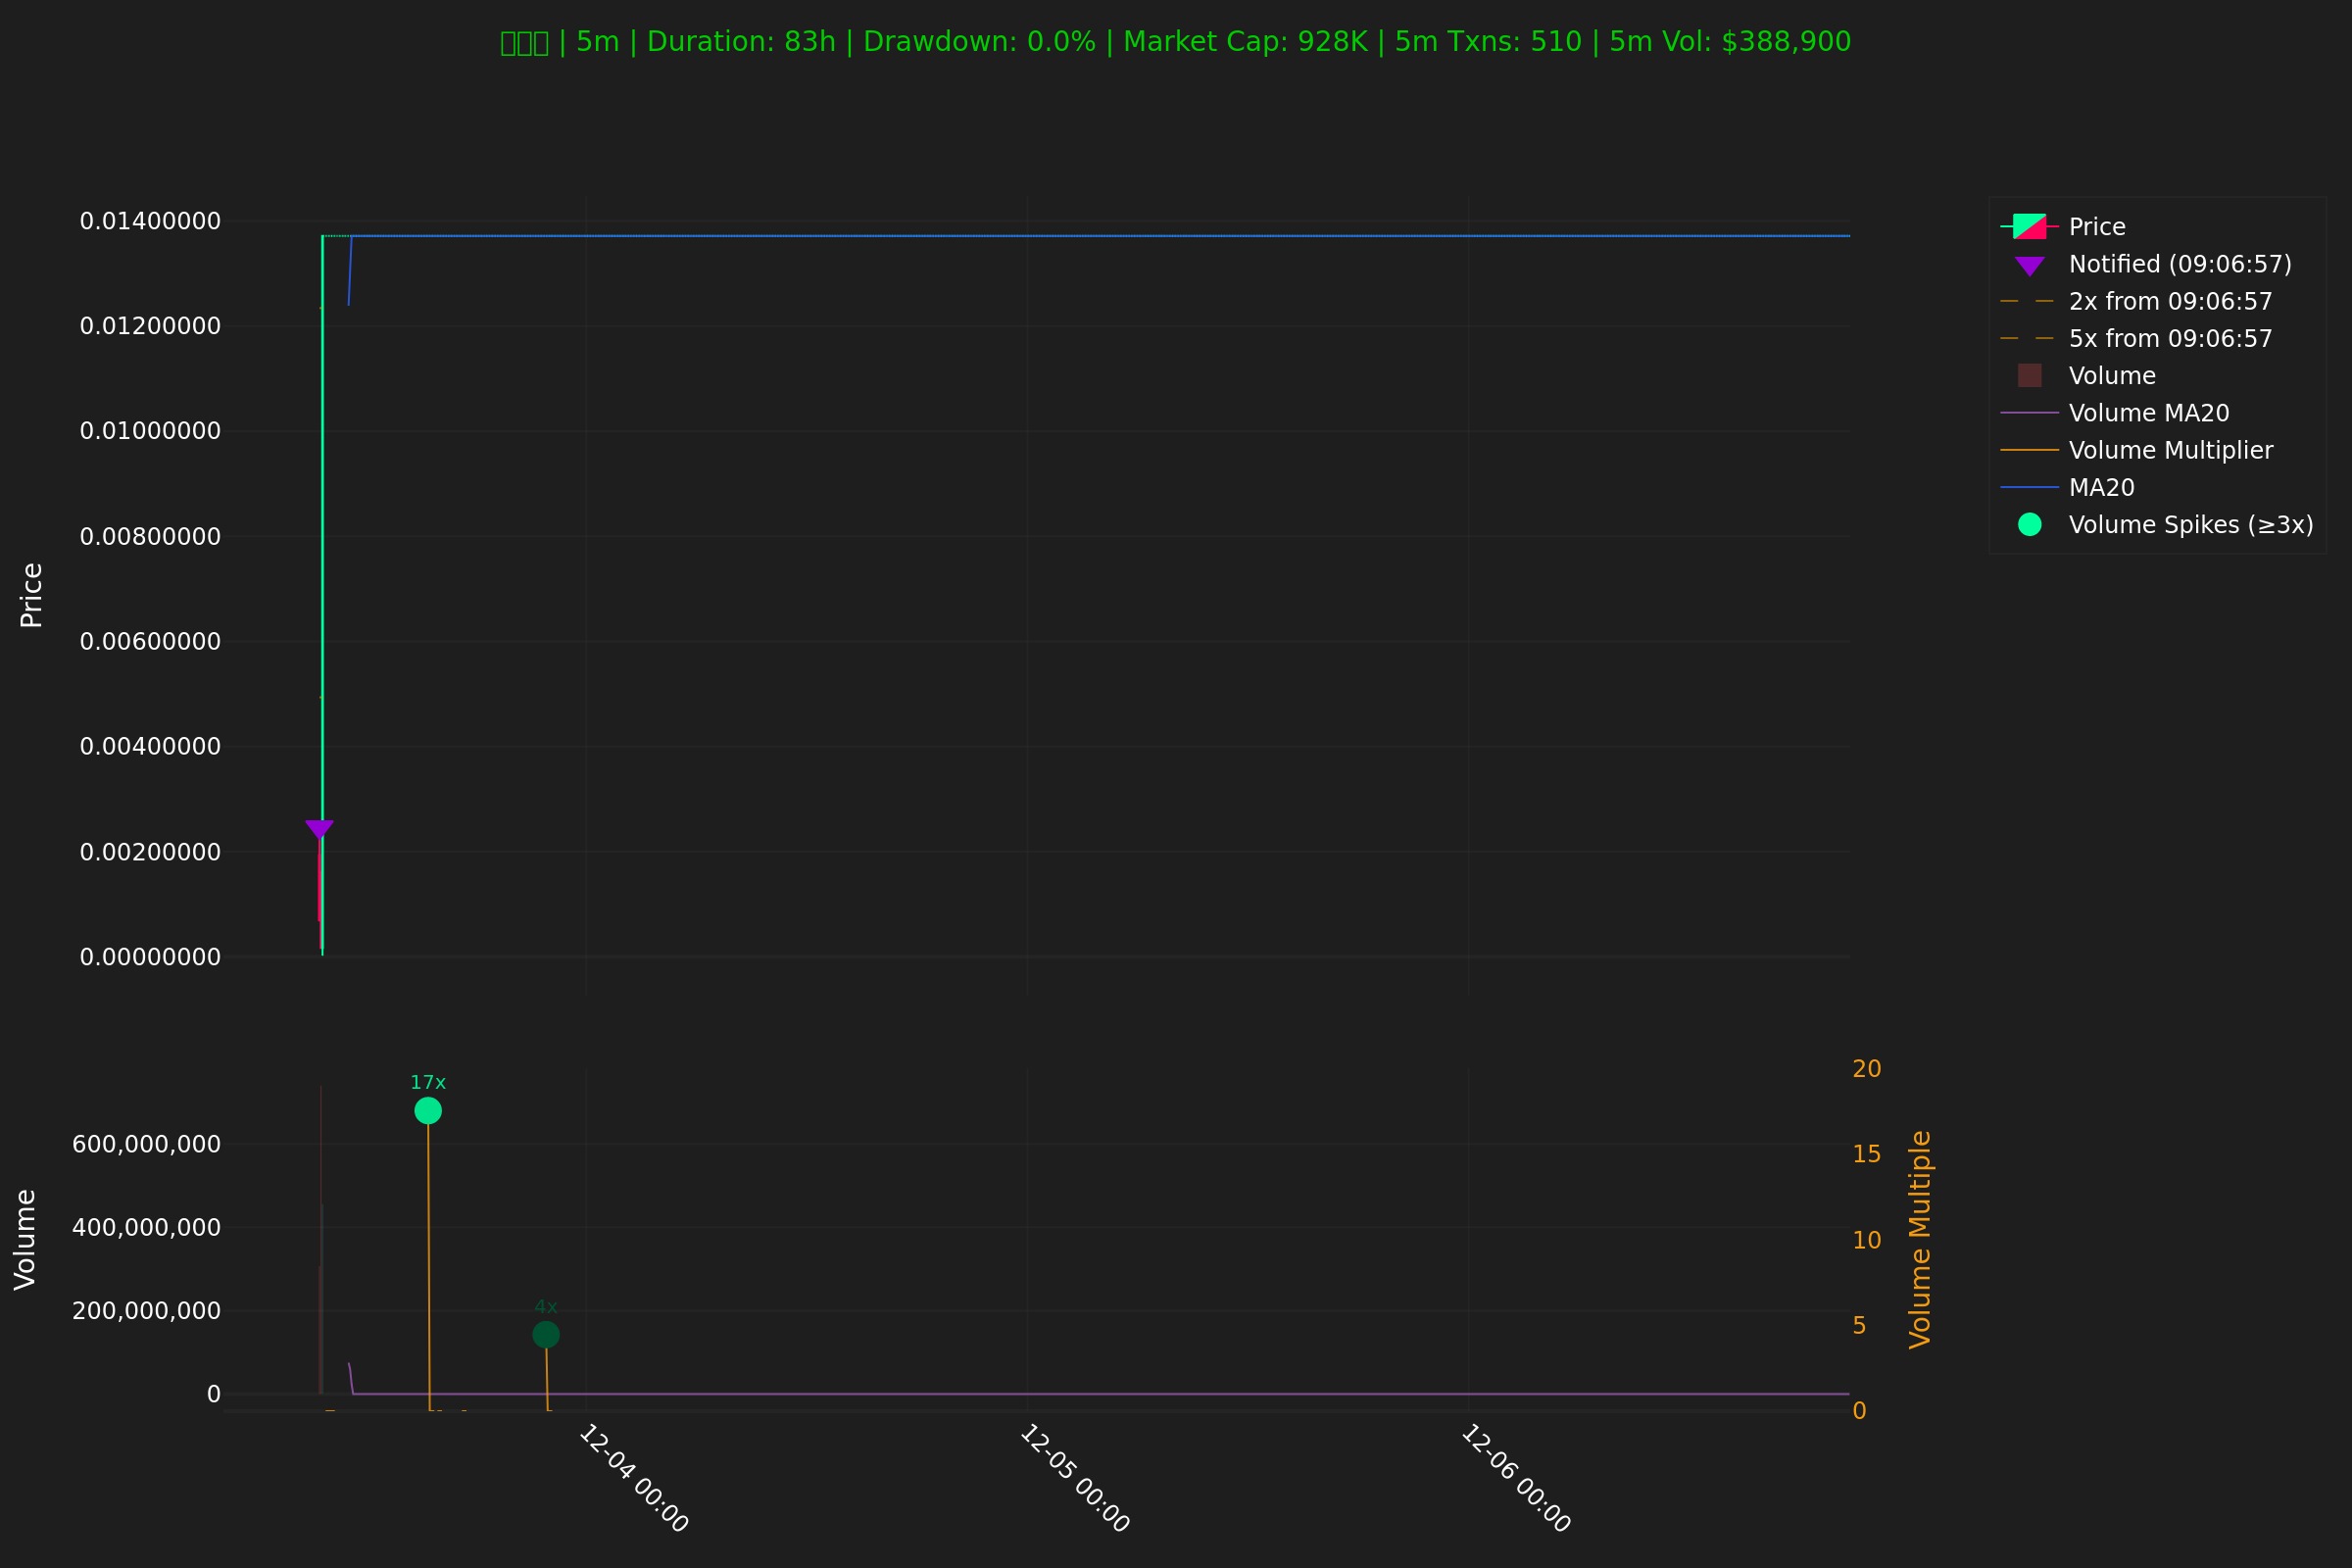 | 5m | Duration: 83h | Drawdown: 0.0% | Market Cap: 928K | 5m Txns: 510 | 5m Vol: $388,900
0.01400000
0.01200000
0.01000000
0.00800000
0.00600000
0.00400000
0.00200000
0.00000000
Price
Price
Notified (09:06:57)
2x from 09:06:57
5x from 09:06:57
Volume
Volume MA20
Volume Multiplier
MA20
Volume Spikes (≥3x)
17x
4x
600,000,000
400,000,000
200,000,000
0
Volume
20
15
10
5
0
Volume Multiple
12-04 00:00
12-05 00:00
12-06 00:00